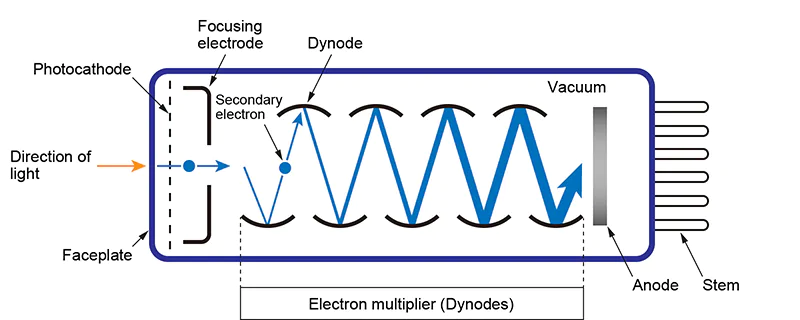 Focusing
electrode
Dynode
Photocathode
Secondary
electron
Vacuum
Direction of
light
Faceplate
Anode
Stem
Electron multiplier (Dynodes)